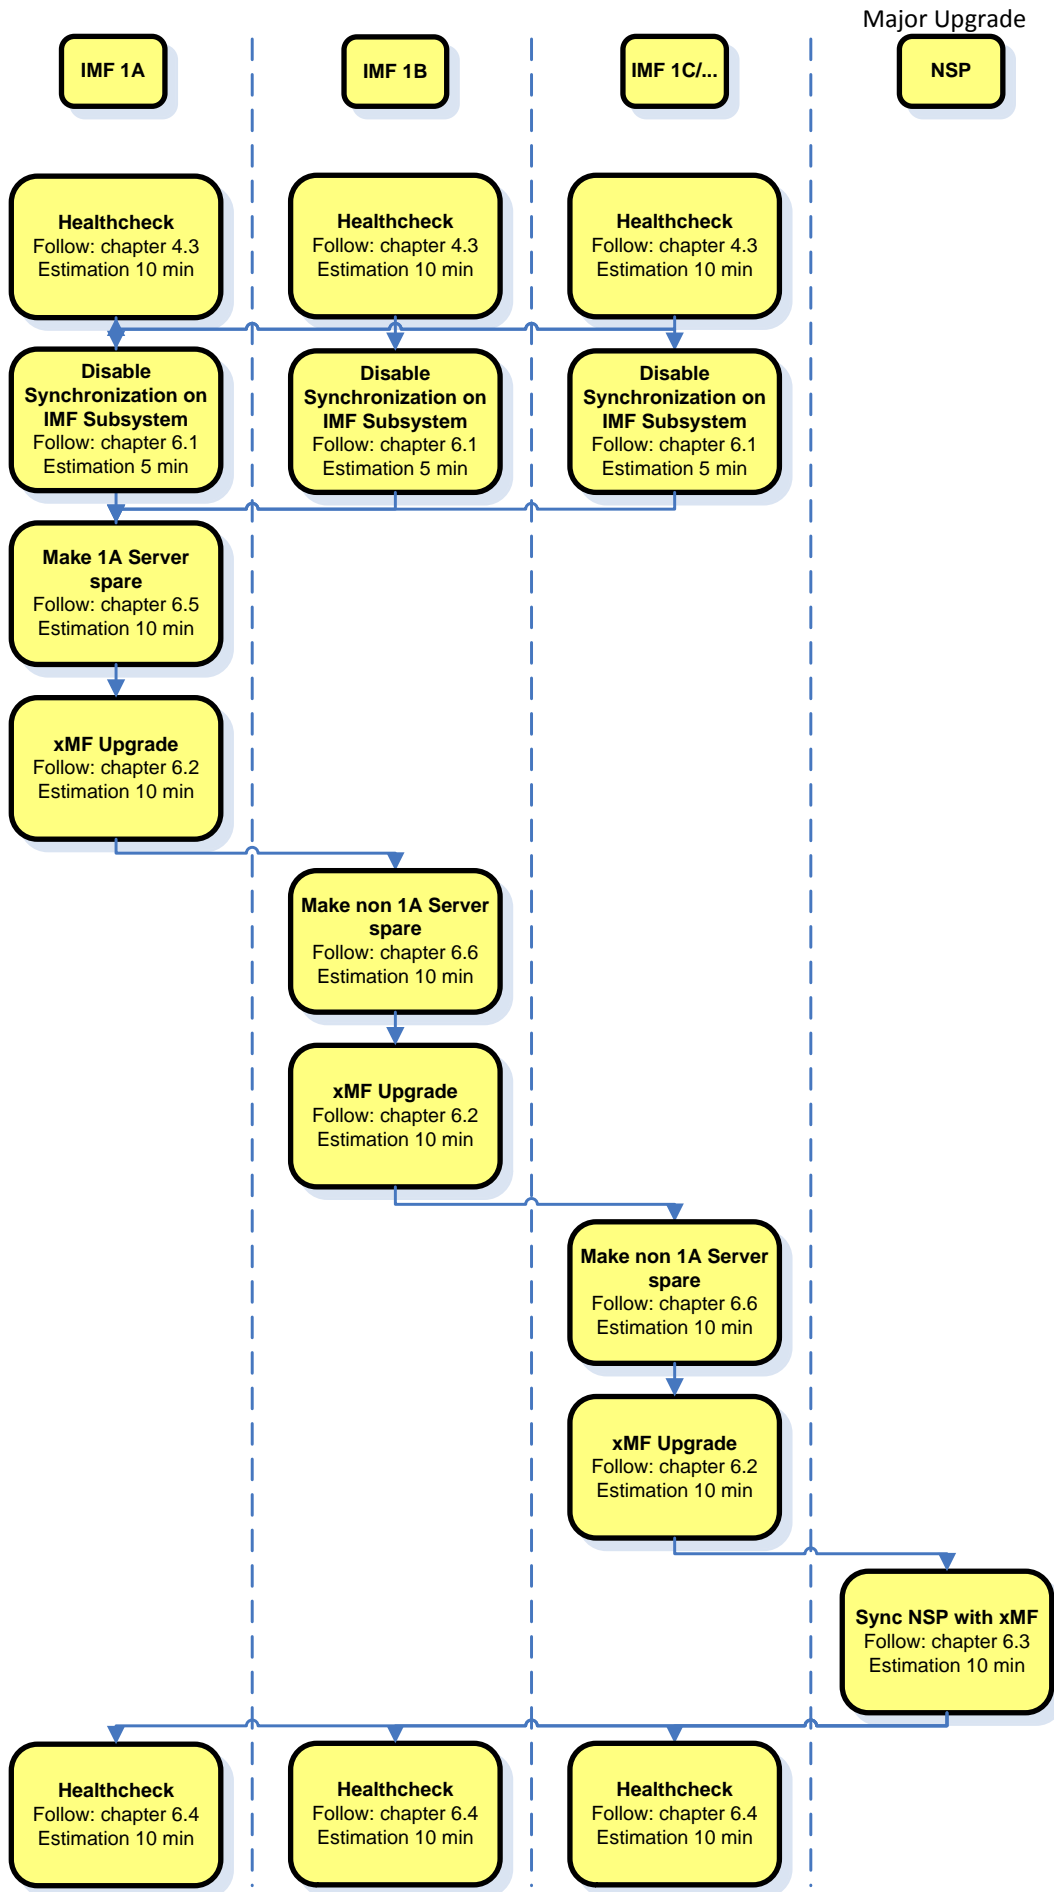 Major Upgrade
IMF 1A
IMF 1B
IMF 1C/...
NSP
Healthcheck
Follow: chapter 4.3
Estimation 10 min
Healthcheck
Follow: chapter 4.3
Estimation 10 min
Healthcheck
Follow: chapter 4.3
Estimation 10 min
Disable
Synchronization on
IMF Subsystem
Follow: chapter 6.1
Estimation 5 min
Disable
Synchronization on
IMF Subsystem
Follow: chapter 6.1
Estimation 5 min
Disable
Synchronization on
IMF Subsystem
Follow: chapter 6.1
Estimation 5 min
Make 1A Server
spare
Follow: chapter 6.5
Estimation 10 min
xMF Upgrade
Follow: chapter 6.2
Estimation 10 min
Make non 1A Server
spare
Follow: chapter 6.6
Estimation 10 min
xMF Upgrade
Follow: chapter 6.2
Estimation 10 min
Make non 1A Server
spare
Follow: chapter 6.6
Estimation 10 min
xMF Upgrade
Follow: chapter 6.2
Estimation 10 min
Sync NSP with xMF
Follow: chapter 6.3
Estimation 10 min
Healthcheck
Follow: chapter 6.4
Estimation 10 min
Healthcheck
Follow: chapter 6.4
Estimation 10 min
Healthcheck
Follow: chapter 6.4
Estimation 10 min